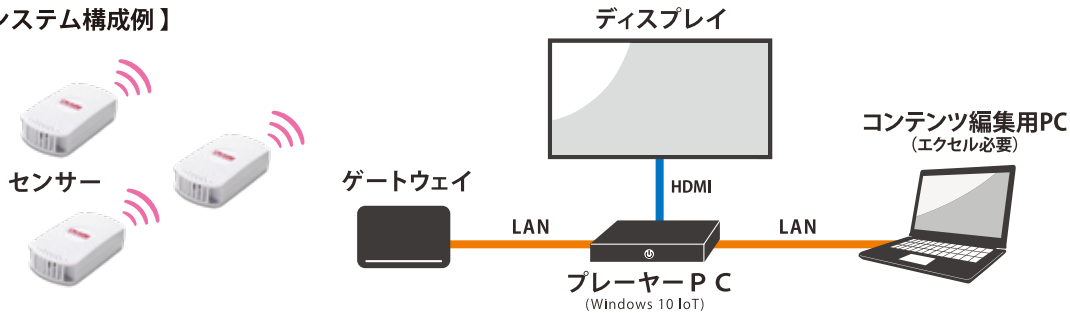 ステム構成例】
ディスプレイ
コンテンツ編集用PC
(エクセル必要)
センサー
ゲートウェイ
HDMI
LAN
LAN
プレーヤーＰＣ
(Windows 10 IoT)